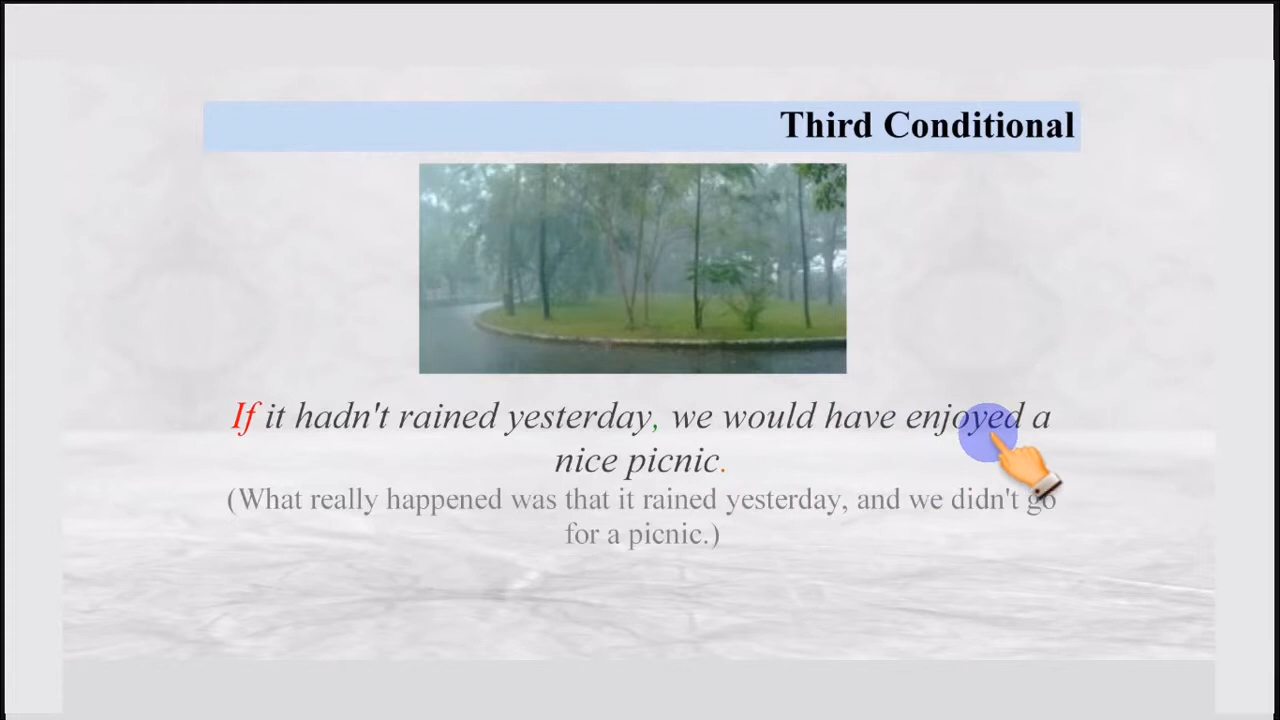 Third Conditional
If it hadn't rained yesterday, we would have enjoyed a
nice picnic.
(What really happened was that it rained yesterday, and we didn't go
for a picnic.)